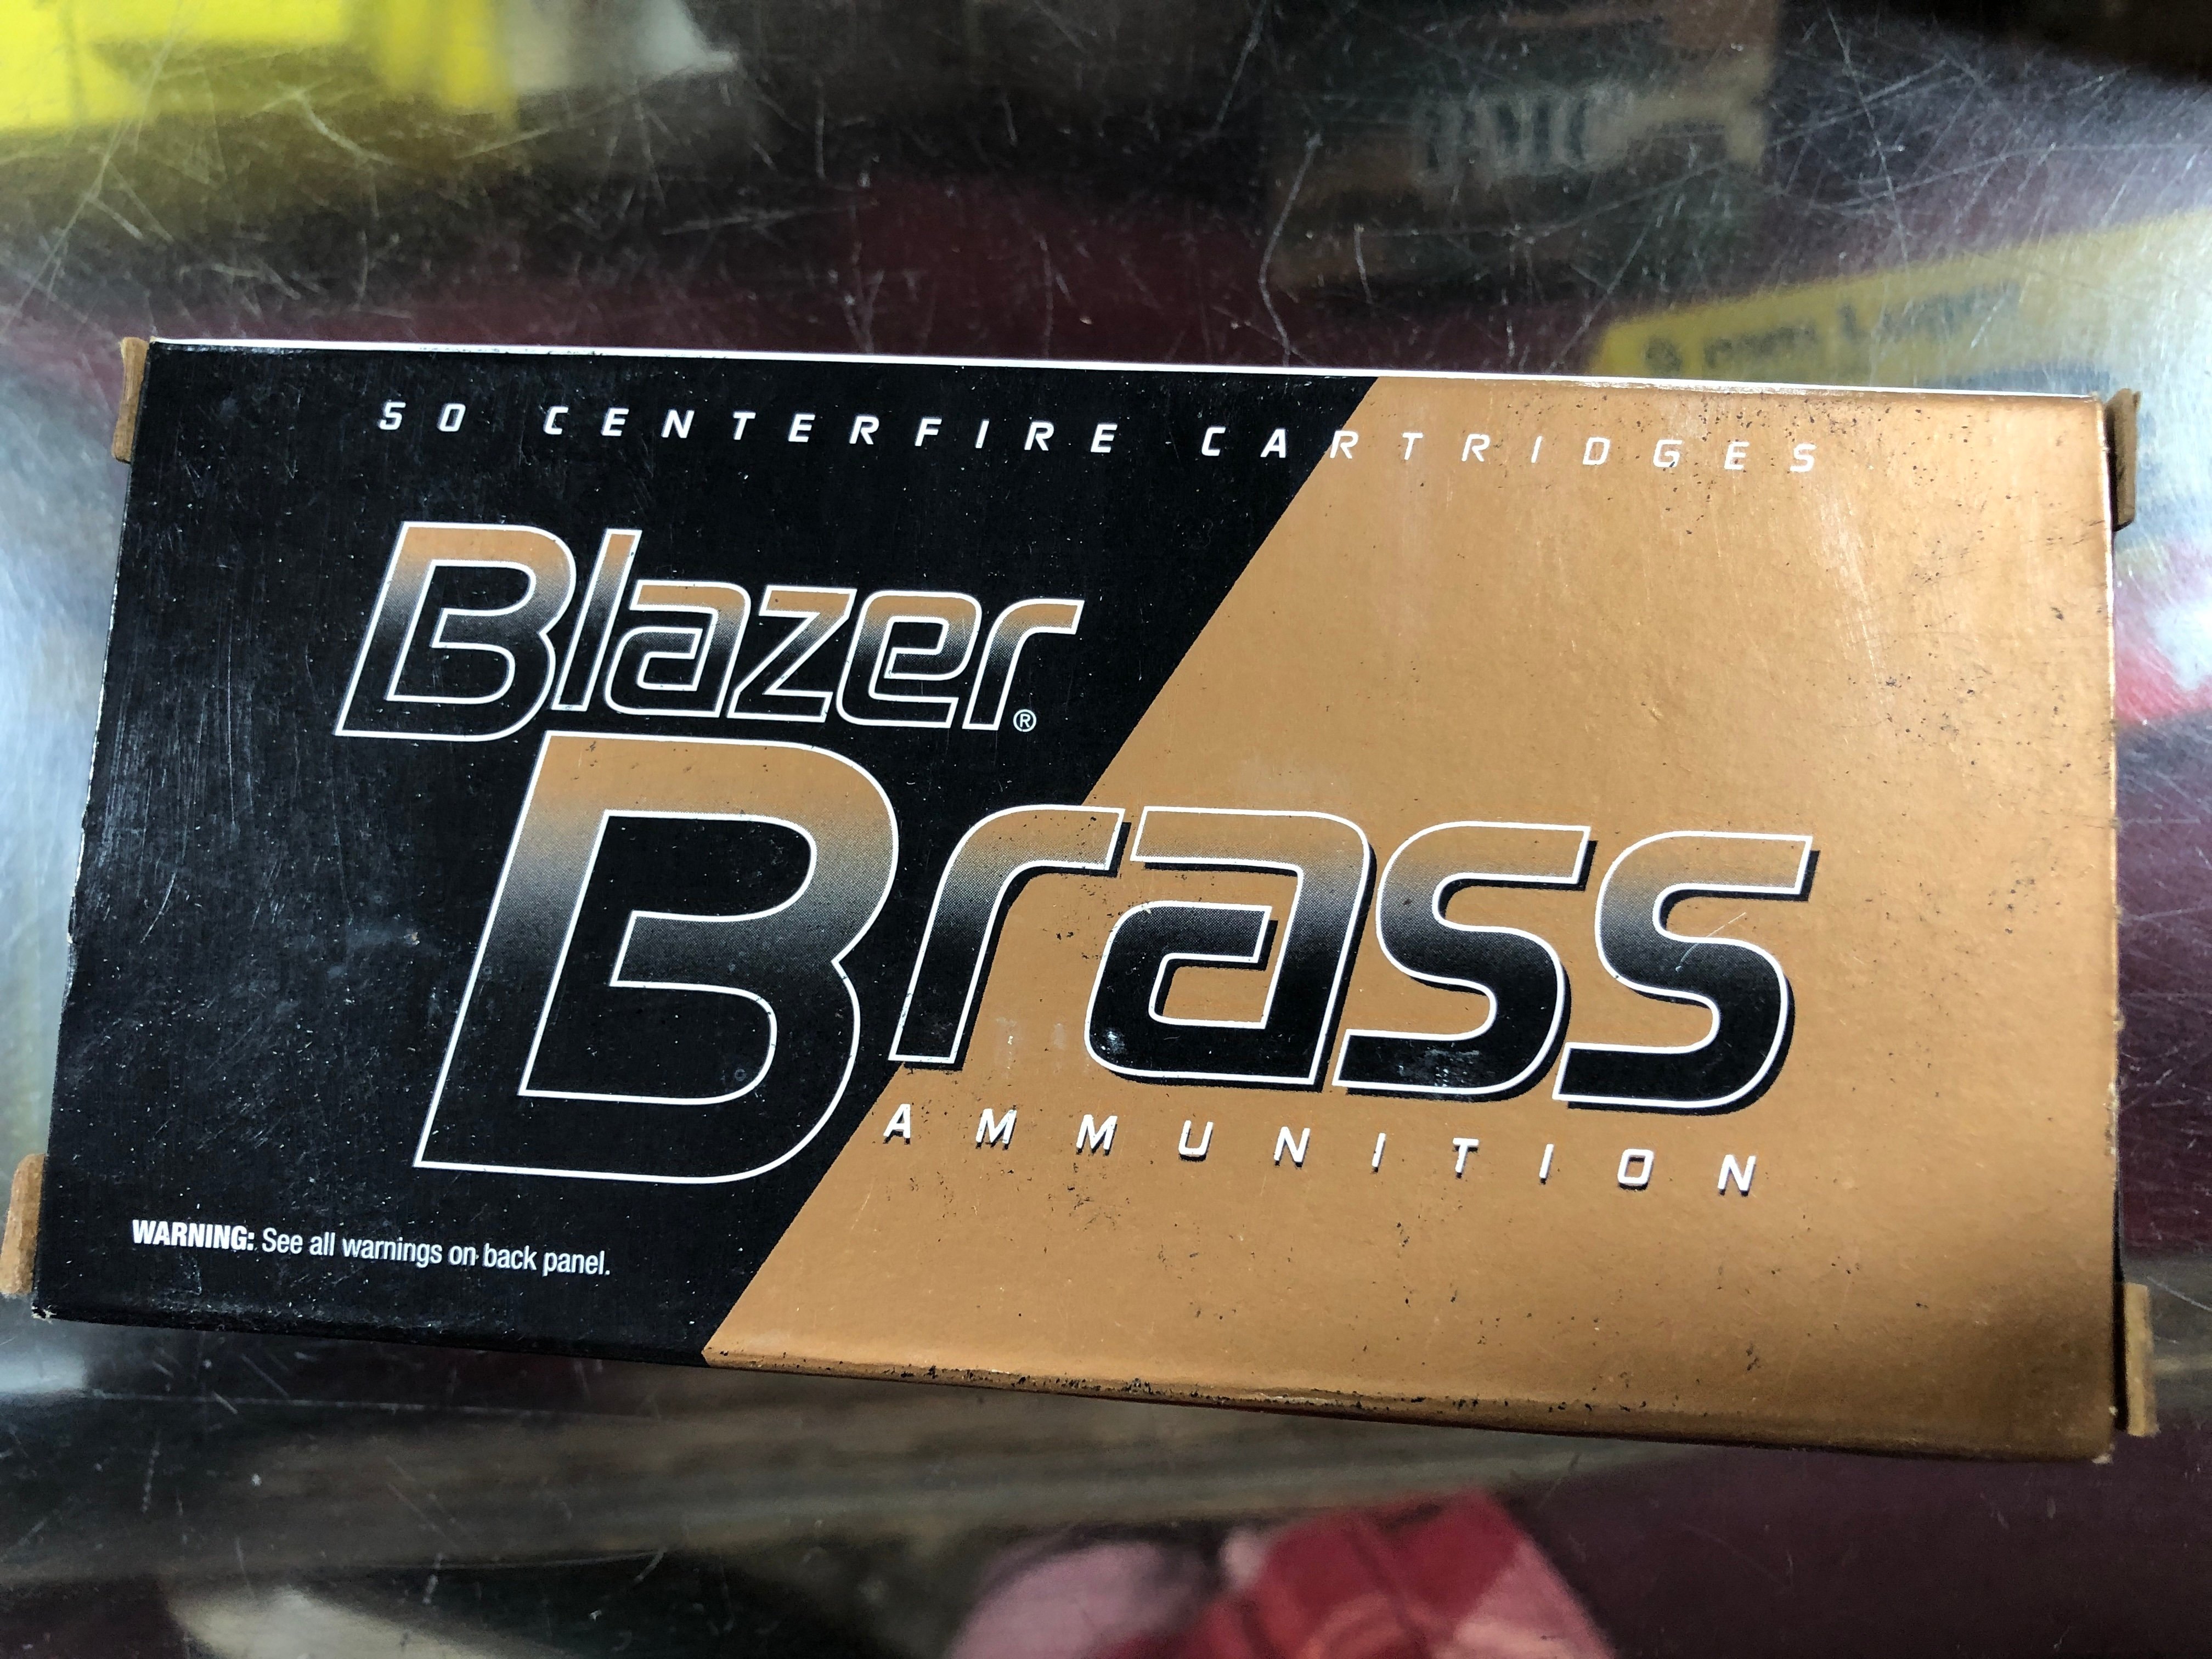 50 CENTERFIRE CARTRIDGES
Blazer®
Brass
AMMUNITION
WARNING: See all warnings on back panel.